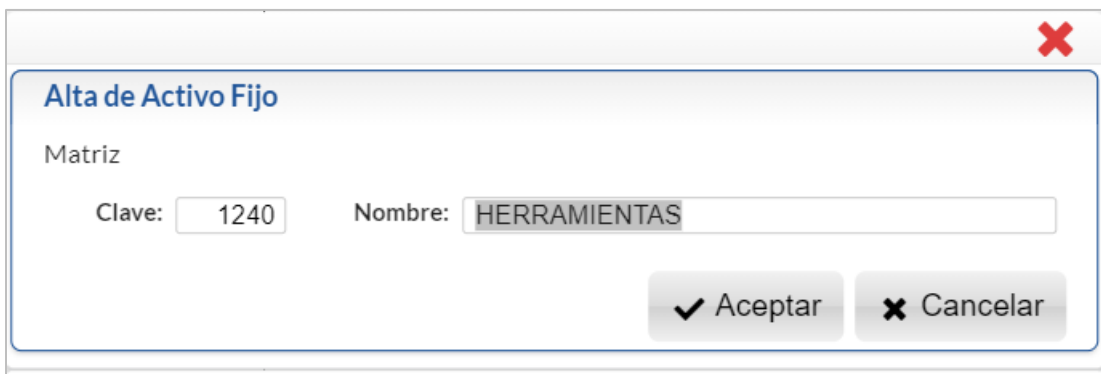 Alta de Activo Fijo
Matriz
Clave: 1240 Nombre: HERRAMIENTAS
Aceptar Cancelar